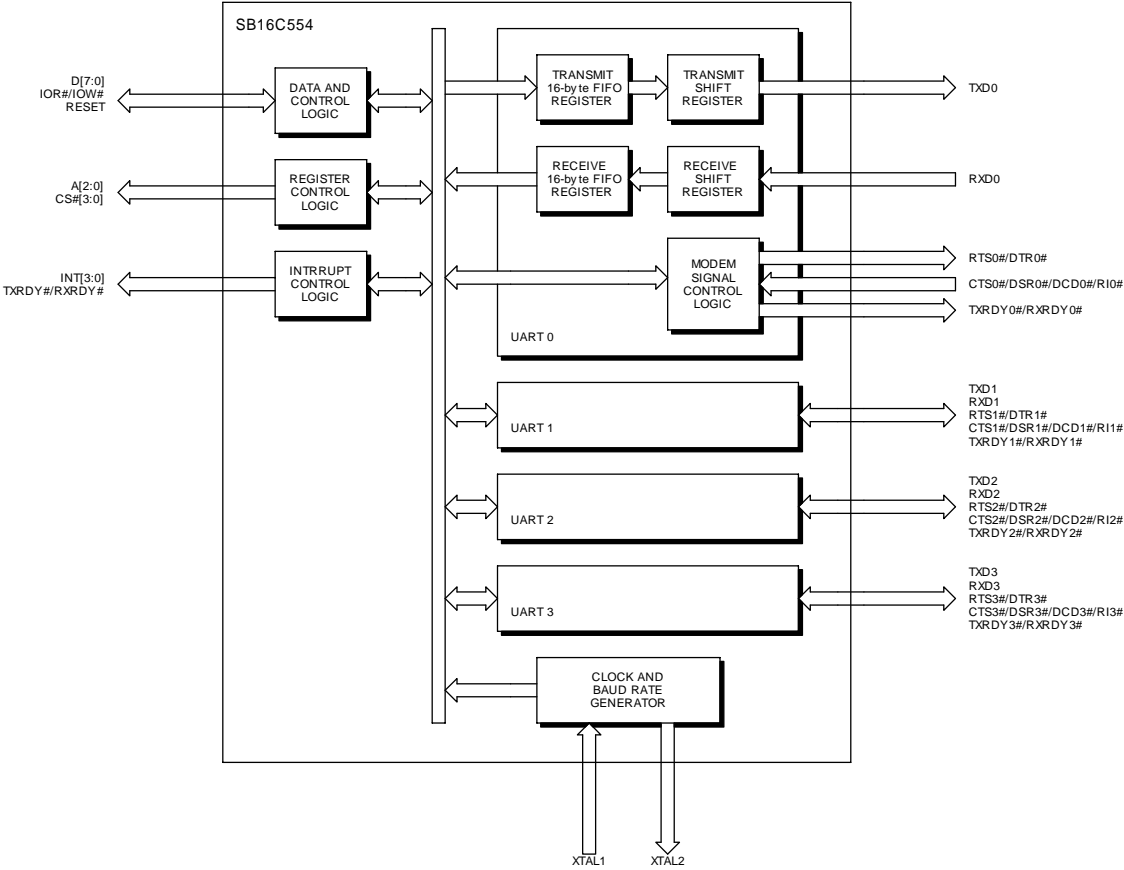 SB16C554
D[7:0]
IOR#/IOW#
RESET
DATA AND
CONTROL
LOGIC
TRANSMIT
16-byte FIFO
REGISTER
TRANSMIT
SHIFT
REGISTER
TXD0
A[2:0]
CS#[3:0]
REGISTER
CONTROL
LOGIC
RECEIVE
16-byte FIFO
REGISTER
RECEIVE
SHIFT
REGISTER
RXD0
INT[3:0]
TXRDY#/RXRDY#
INTRRUPT
CONTROL
LOGIC
MODEM
SIGNAL
CONTROL
LOGIC
RTS0#/DTR0#
CTS0#/DSR0#/DCD0#/RI0#
TXRDY0#/RXRDY0#
UART 0
UART 1
TXD1
RXD1
RTS1#/DTR1#
CTS1#/DSR1#/DCD1#/RI1#
TXRDY1#/RXRDY1#
UART 2
TXD2
RXD2
RTS2#/DTR2#
CTS2#/DSR2#/DCD2#/RI2#
TXRDY2#/RXRDY2#
UART 3
TXD3
RXD3
RTS3#/DTR3#
CTS3#/DSR3#/DCD3#/RI3#
TXRDY3#/RXRDY3#
CLOCK AND
BAUD RATE
GENERATOR
XTAL1
XTAL2